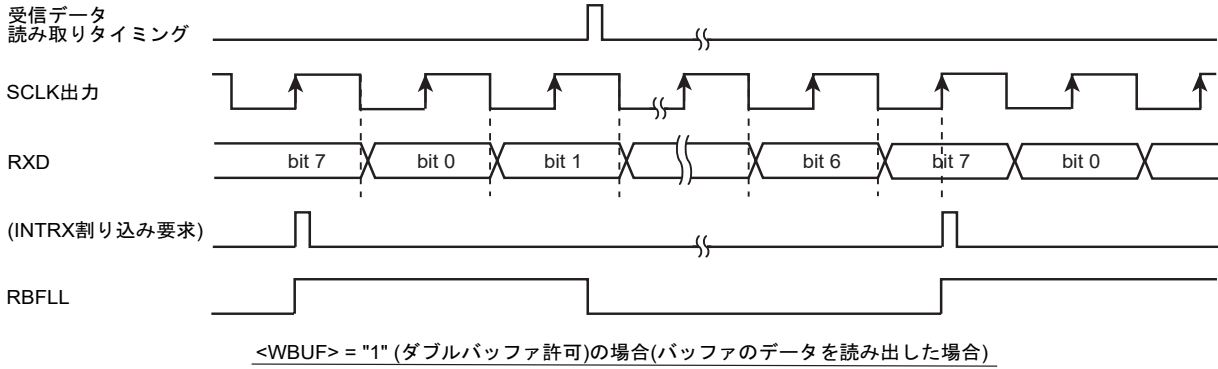 受信データ
読み取りタイミング
SCLK出力
RXD
bit 7 bit 0 bit 1 bit 6 bit 7 bit 0
(INTRX割り込み要求)
RBFLL
<WBUF> = "1" (ダブルバッファ許可)の場合(バッファのデータを読み出した場合)